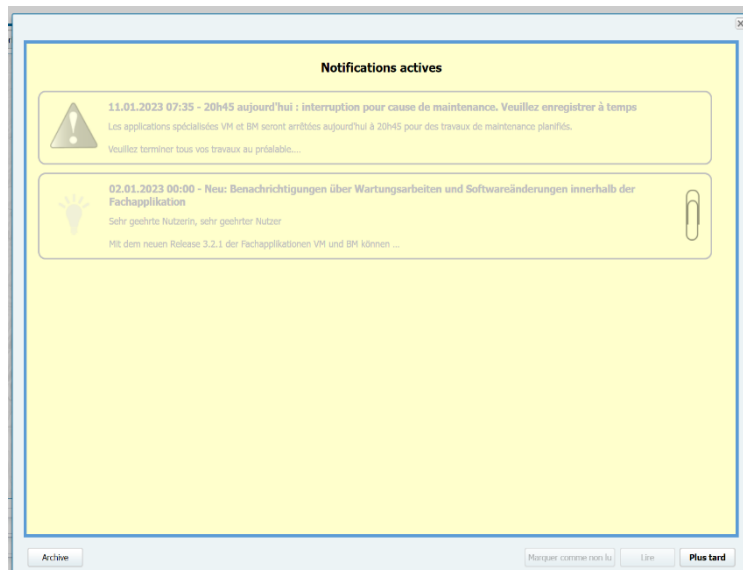 Notifications actives
11.01.2023 07:35 - 20h45 aujourd'hui : interruption pour cause de maintenance. Veuillez enregistrer à temps
Les applications spécialisées VM et BM seront arrêtées aujourd'hui à 20h45 pour des travaux de maintenance planifiés.
Veuillez terminer tous vos travaux au préalable....
02.01.2023 00:00 - Neu: Benachrichtigungen über Wartungsarbeiten und Softwareänderungen innerhalb der
Fachapplikation
Sehr geehrte Nutzerin, sehr geehrter Nutzer
Mit dem neuen Release 3.2.1 der Fachapplikationen VM und BM können ...
Archive
Marquer comme non lu
Lire
Plus tard